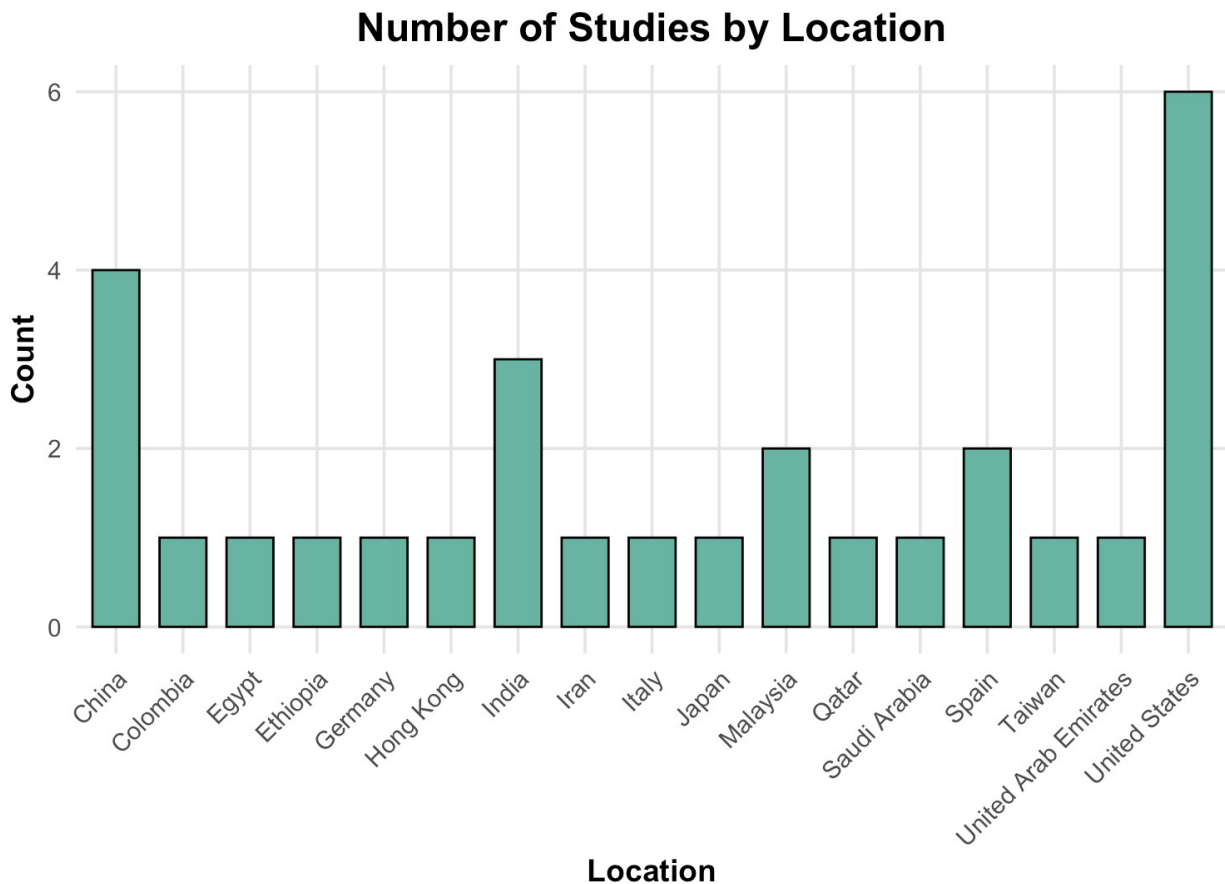 Number of Studies by Location
6
4
2
0
Count
China
Colombia
Egypt
Ethiopia
Germany
Hong Kong
India
Iran
Italy
Japan
Malaysia
Qatar
Saudi Arabia
Spain
Taiwan
United Arab Emirates
United States
Location